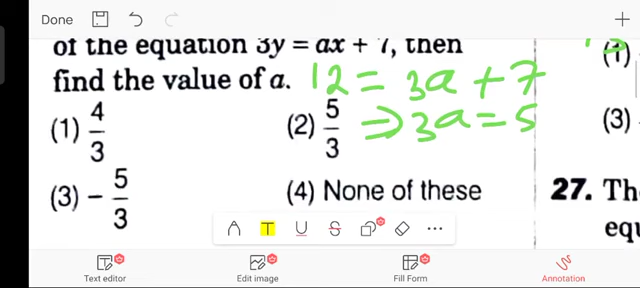 Done
of the equation 3y = ax + 7, then
find the value of a. 12 = 3a + 7
(1) 4/3 (2) 5/3 ⇒ 3a = 5
(3) - 5/3 (4) None of these
(1)
(3)
27. The
equ
Text editor Edit image Fill Form Annotation